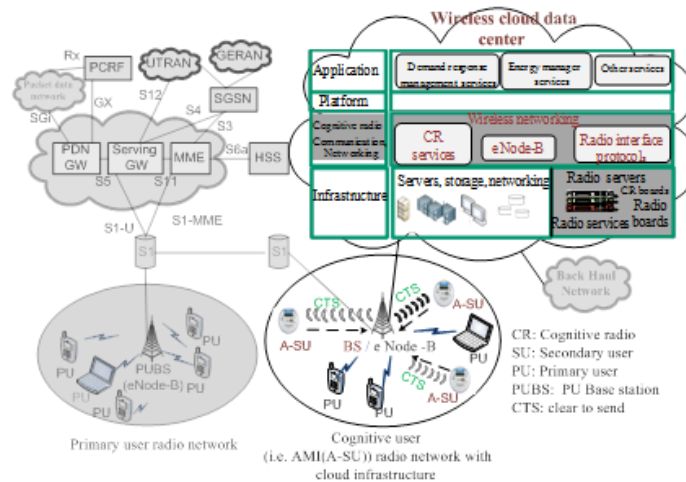 Wireless cloud data
center
Rx
PCRF
UTRAN
GERAN
Packet data
network
S12
SGSN
SGi
GX
S4
S3
PDN
GW
Serving
GW
MME
S6a
HSS
S5
S11
S1-U
S1-MME
S1
S1
Application
Demand response
management services
Energy manager
services
Other services
Platform
Cognitive radio
Communication,
Networking
Wireless networking
CR
services
eNode-B
Radio interface
protocols
Infrastructure
Servers, storage, networking
Radio servers
CR boards
Radio
Radio services
boards
Back Haul
Network
PU
PU
PU
PU
PU
PUBS
(eNode-B)
Primary user radio network
CTS
CTS
A-SU
A-SU
BS / e Node -B
PU
CTS
PU
PU
A-SU
Cognitive user
(i.e. AMI(A-SU)) radio network with
cloud infrastructure
CR: Cognitive radio
SU: Secondary user
PU: Primary user
PUBS: PU Base station
CTS: clear to send